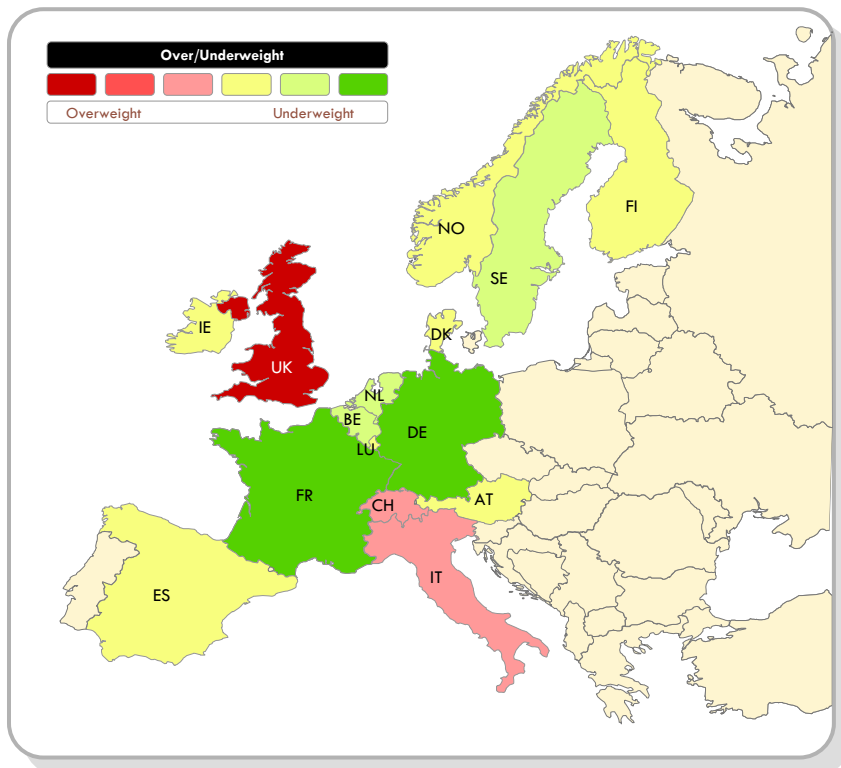 Over/Underweight
Overweight Underweight
FI
NO
SE
IE
DK
UK
NL
BE
DE
LU
FR
AT
CH
IT
ES